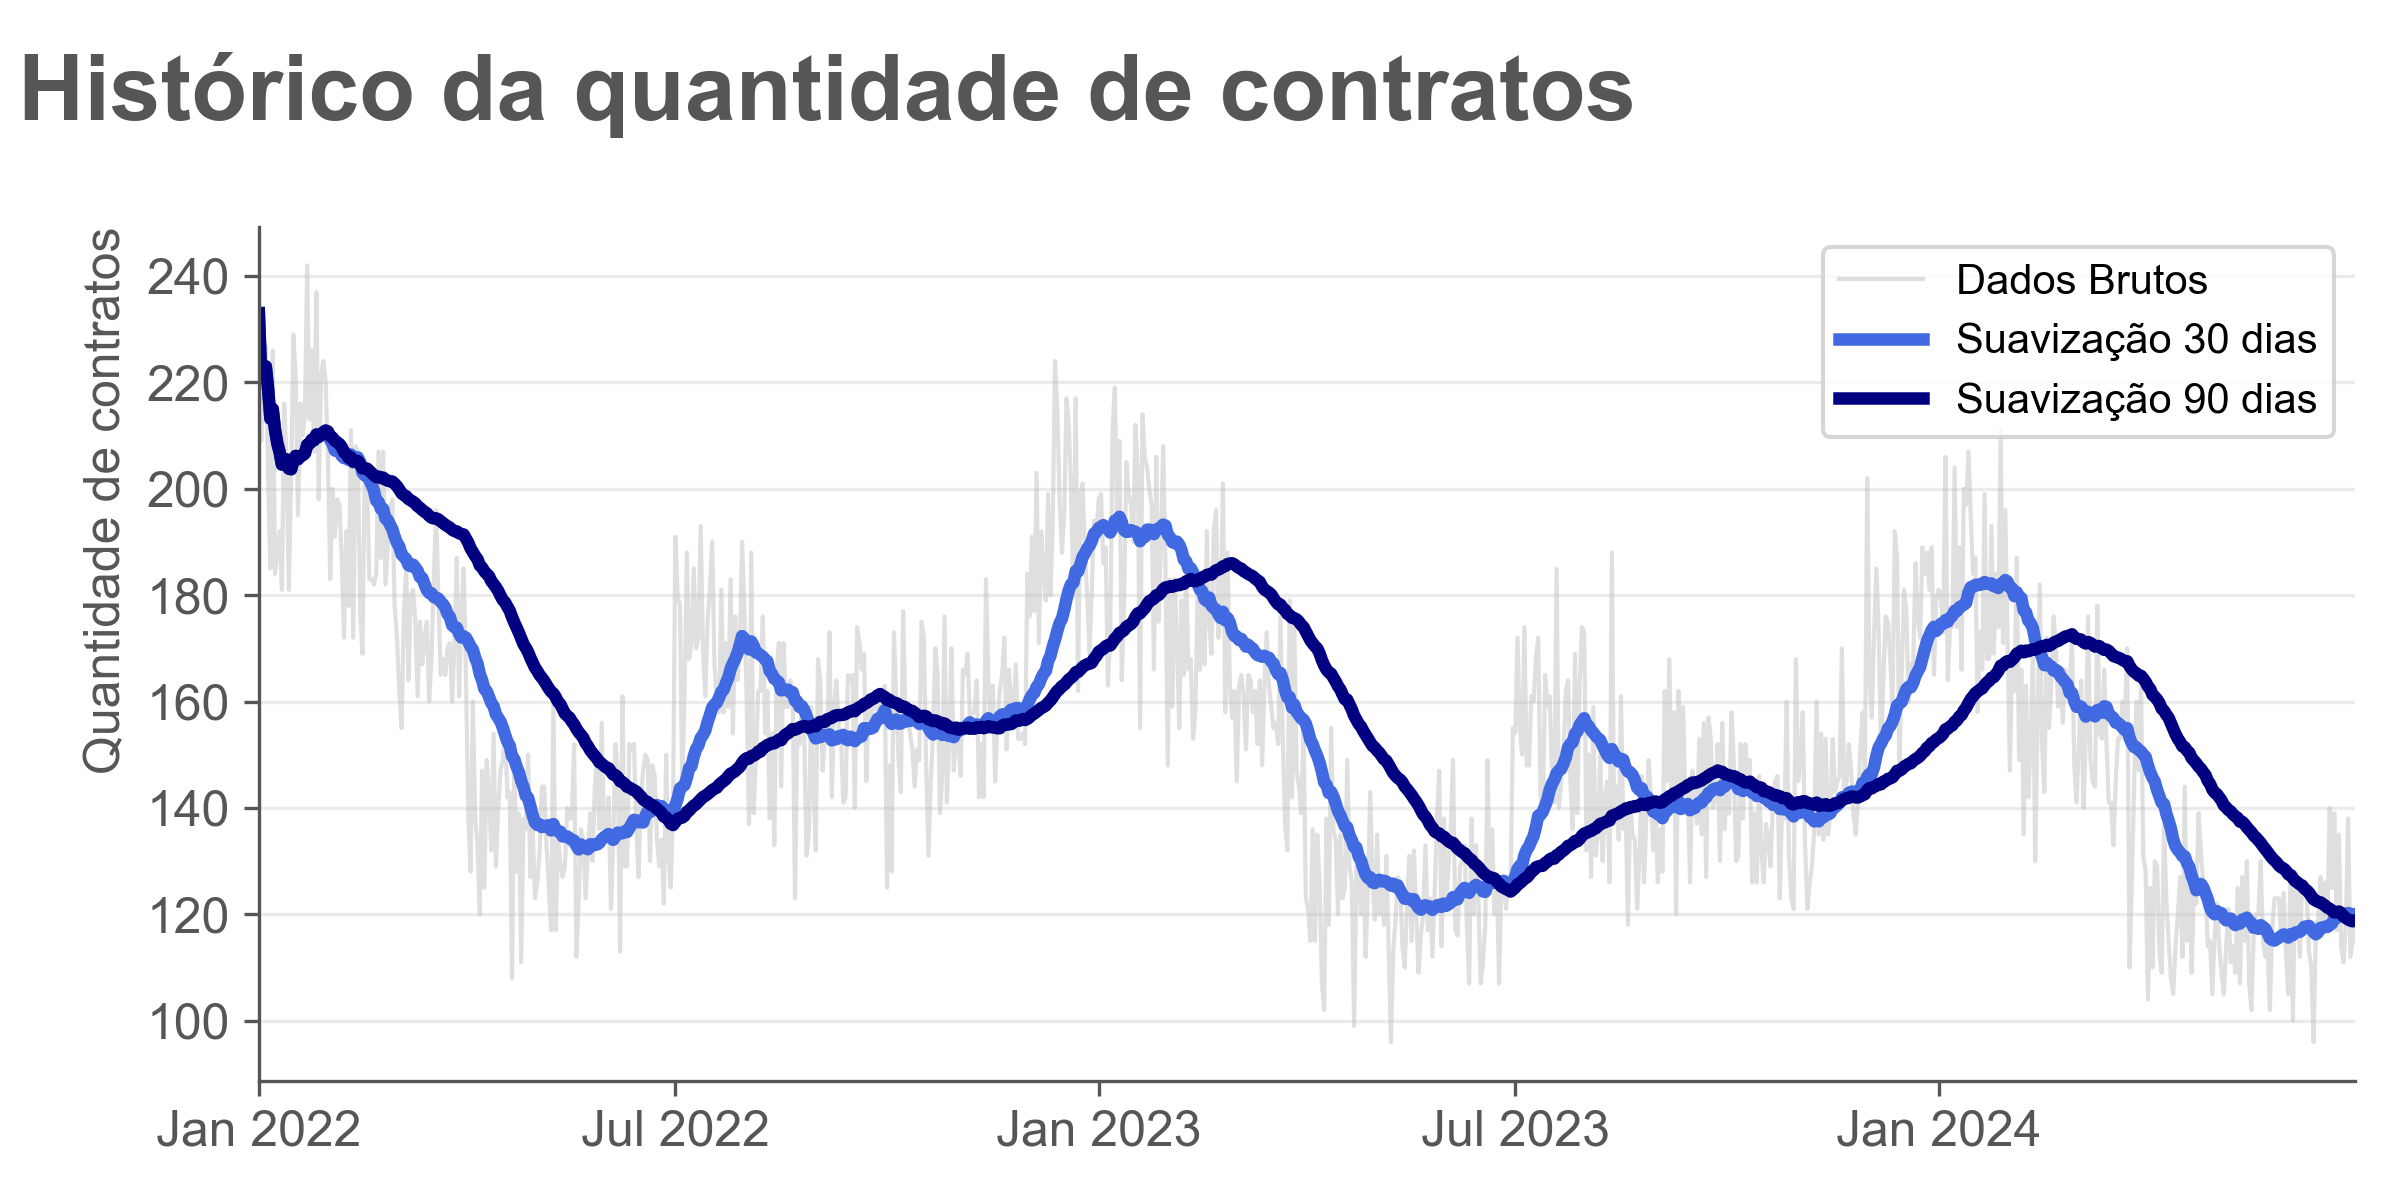 Histórico da quantidade de contratos
Quantidade de contratos
240
220
200
180
160
140
120
100
Dados Brutos
Suavização 30 dias
Suavização 90 dias
Jan 2022
Jul 2022
Jan 2023
Jul 2023
Jan 2024